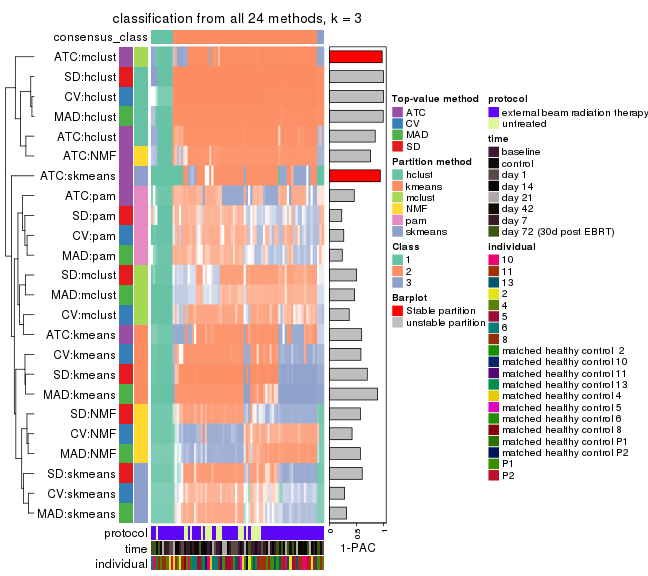 classification from all 24 methods, k = 3
consensus_class
ATC:mclust
SD:hclust
CV:hclust
MAD:hclust
ATC:hclust
ATC:NMF
ATC:skmeans
ATC:pam
SD:pam
CV:pam
MAD:pam
SD:mclust
MAD:mclust
CV:mclust
ATC:kmeans
CV:kmeans
SD:kmeans
MAD:kmeans
SD:NMF
CV:NMF
MAD:NMF
SD:skmeans
CV:skmeans
MAD:skmeans
protocol
time
individual
0
0.5
1
1-PAC
Top-value method
ATC
CV
MAD
SD
Partition method
hclust
kmeans
mclust
NMF
pam
skmeans
Class
1
2
3
Barplot
Stable partition
unstable partition
protocol
external beam radiation therapy
untreated
time
baseline
control
day 1
day 14
day 21
day 42
day 7
day 72 (30d post EBRT)
individual
10
11
13
2
4
5
6
8
matched healthy control 2
matched healthy control 10
matched healthy control 11
matched healthy control 13
matched healthy control 4
matched healthy control 5
matched healthy control 6
matched healthy control 8
matched healthy control P1
matched healthy control P2
P1
P2